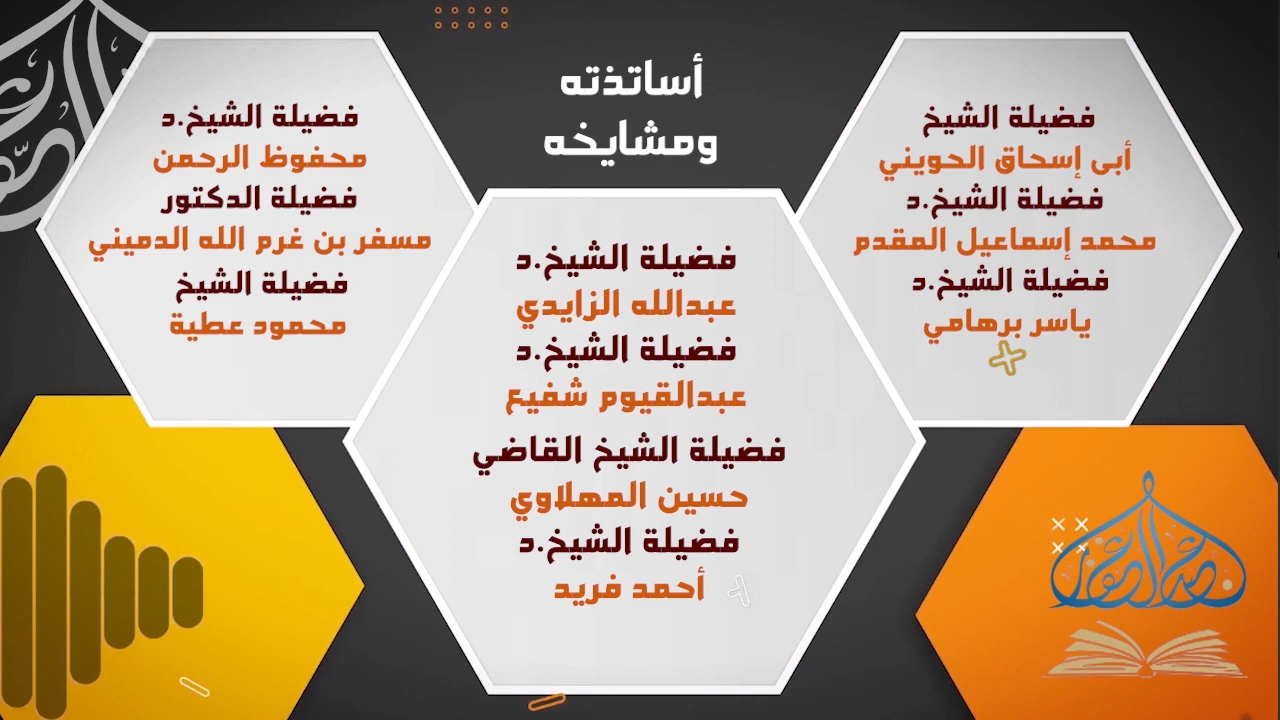 أساتذته
ومشايخه
فضيلة الشيخ
أبى إسحاق الحويني
فضيلة الشيخ.د
محمد إسماعيل المقدم
فضيلة الشيخ.د
ياسر برهامي
فضيلة الشيخ.د
عبدالله الزايدي
فضيلة الشيخ.د
عبدالقيوم شفيع
فضيلة الشيخ القاضي
حسين المهلاوي
فضيلة الشيخ.د
أحمد فريد
فضيلة الشيخ.د
محفوظ الرحمن
فضيلة الدكتور
مسفر بن غرم الله الدميني
فضيلة الشيخ
محمود عطية